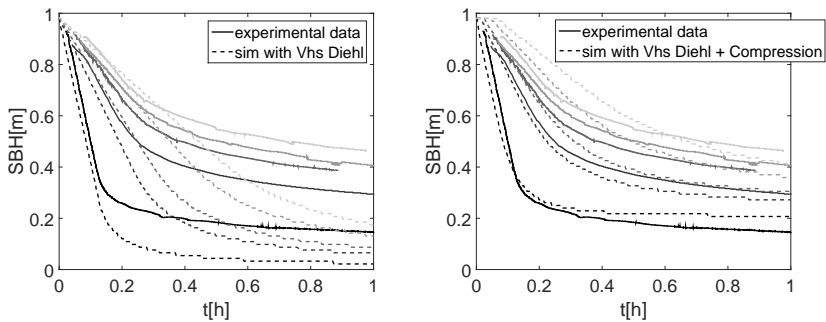 experimental data
sim with Vhs Diehl
1
0.8
0.6
0.4
0.2
0
SBH[m]
0 0.2 0.4 0.6 0.8 1
t[h]
experimental data
sim with Vhs Diehl + Compression
1
0.8
0.6
0.4
0.2
0
SBH[m]
0 0.2 0.4 0.6 0.8 1
t[h]